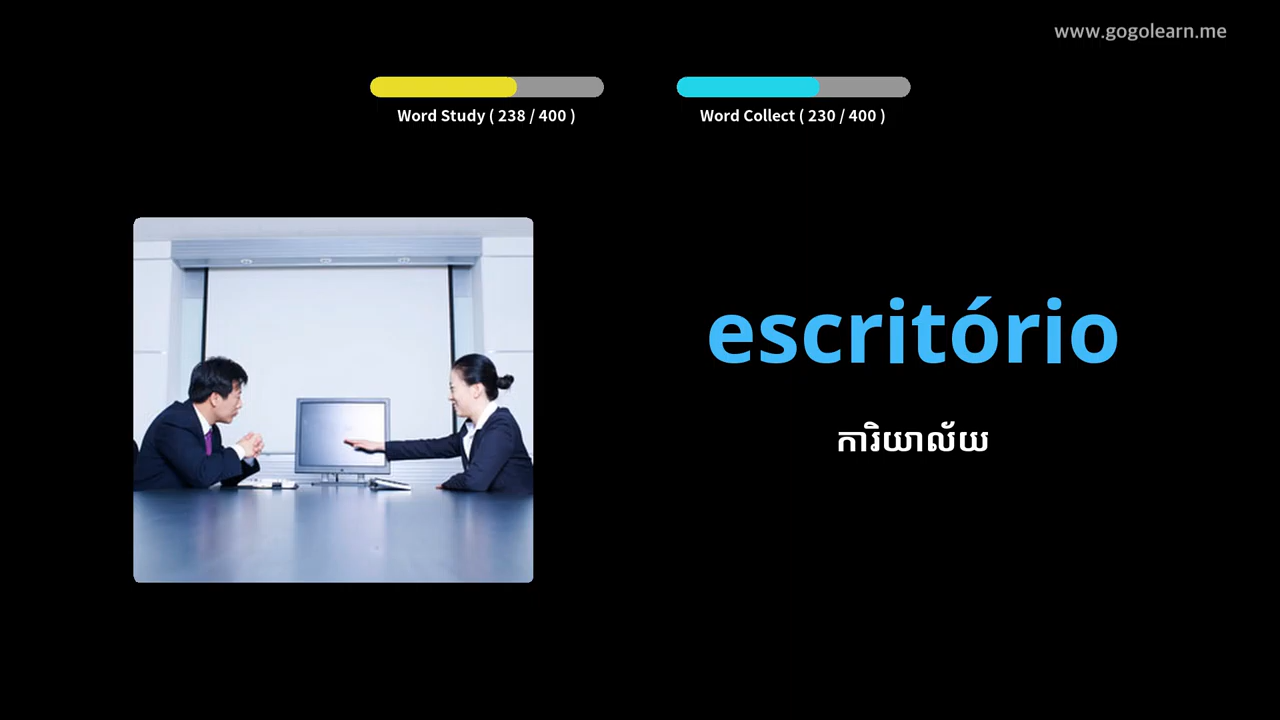 www.gogolearn.me
Word Study ( 238 / 400 )
Word Collect ( 230 / 400 )
escritório
ការិយាល័យ